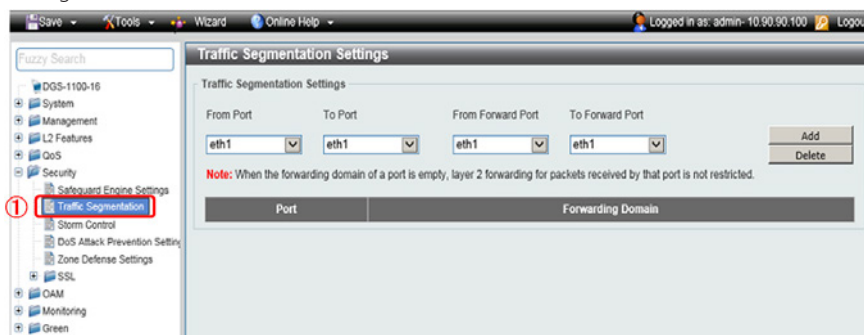 Save Tools Wizard Online Help Logged in as: admin- 10.90.90.100
Fuzzy Search
DGS-1100-16
System
Management
L2 Features
QoS
Security
Safeguard Engine Settings
① Traffic Segmentation
Storm Control
DoS Attack Prevention Setting
Zone Defense Settings
SSL
OAM
Monitoring
Green
Traffic Segmentation Settings
Traffic Segmentation Settings
From Port To Port From Forward Port To Forward Port
eth1 eth1 eth1 eth1
Add
Delete
Note: When the forwarding domain of a port is empty, layer 2 forwarding for packets received by that port is not restricted.
Port Forwarding Domain